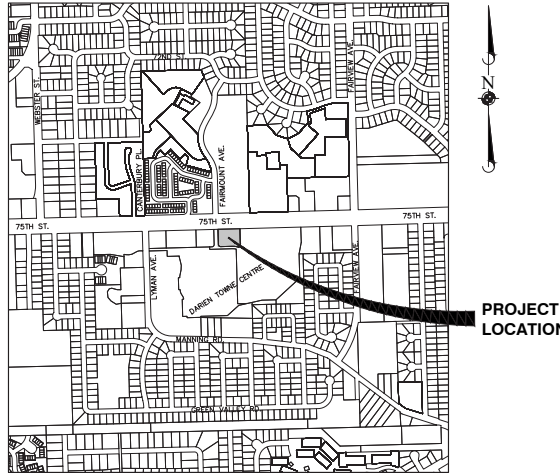 72ND ST.
WEBSTER ST.
FAIRVIEW AVE.
N
CANTERBURY PL.
FAIRMOUNT AVE.
75TH ST.
75TH ST.
75TH ST.
LYMAN AVE.
DARIEN TOWNE CENTRE
FAIRVIEW AVE.
PROJECT
LOCATION
MANNING RD.
GREEN VALLEY RD.